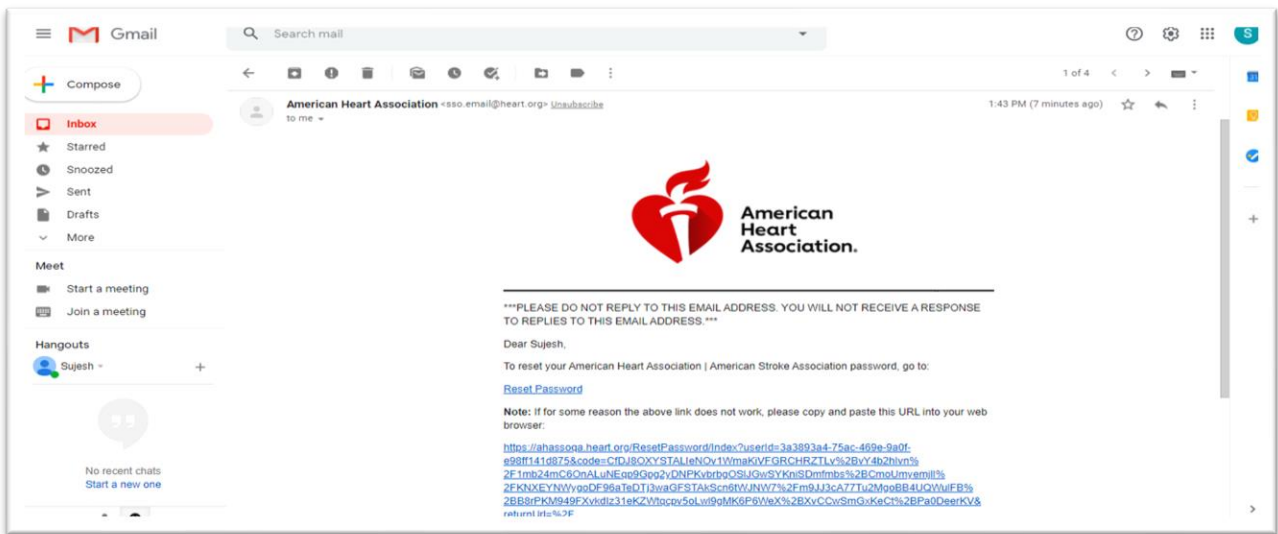 Gmail
Search mail
S
Compose
1 of 4
Inbox
Starred
Snoozed
Sent
Drafts
More
Meet
Start a meeting
Join a meeting
Hangouts
Sujesh
No recent chats
Start a new one
American Heart Association <sso.email@heart.org> Unsubscribe
1:43 PM (7 minutes ago)
to me
American
Heart
Association.
***PLEASE DO NOT REPLY TO THIS EMAIL ADDRESS. YOU WILL NOT RECEIVE A RESPONSE
TO REPLIES TO THIS EMAIL ADDRESS.***
Dear Sujesh,
To reset your American Heart Association | American Stroke Association password, go to:
Reset Password
Note: If for some reason the above link does not work, please copy and paste this URL into your web
browser:
https://ahassoqa.heart.org/ResetPassword/Index?userId=3a3893a4-75ac-469e-9a0f-